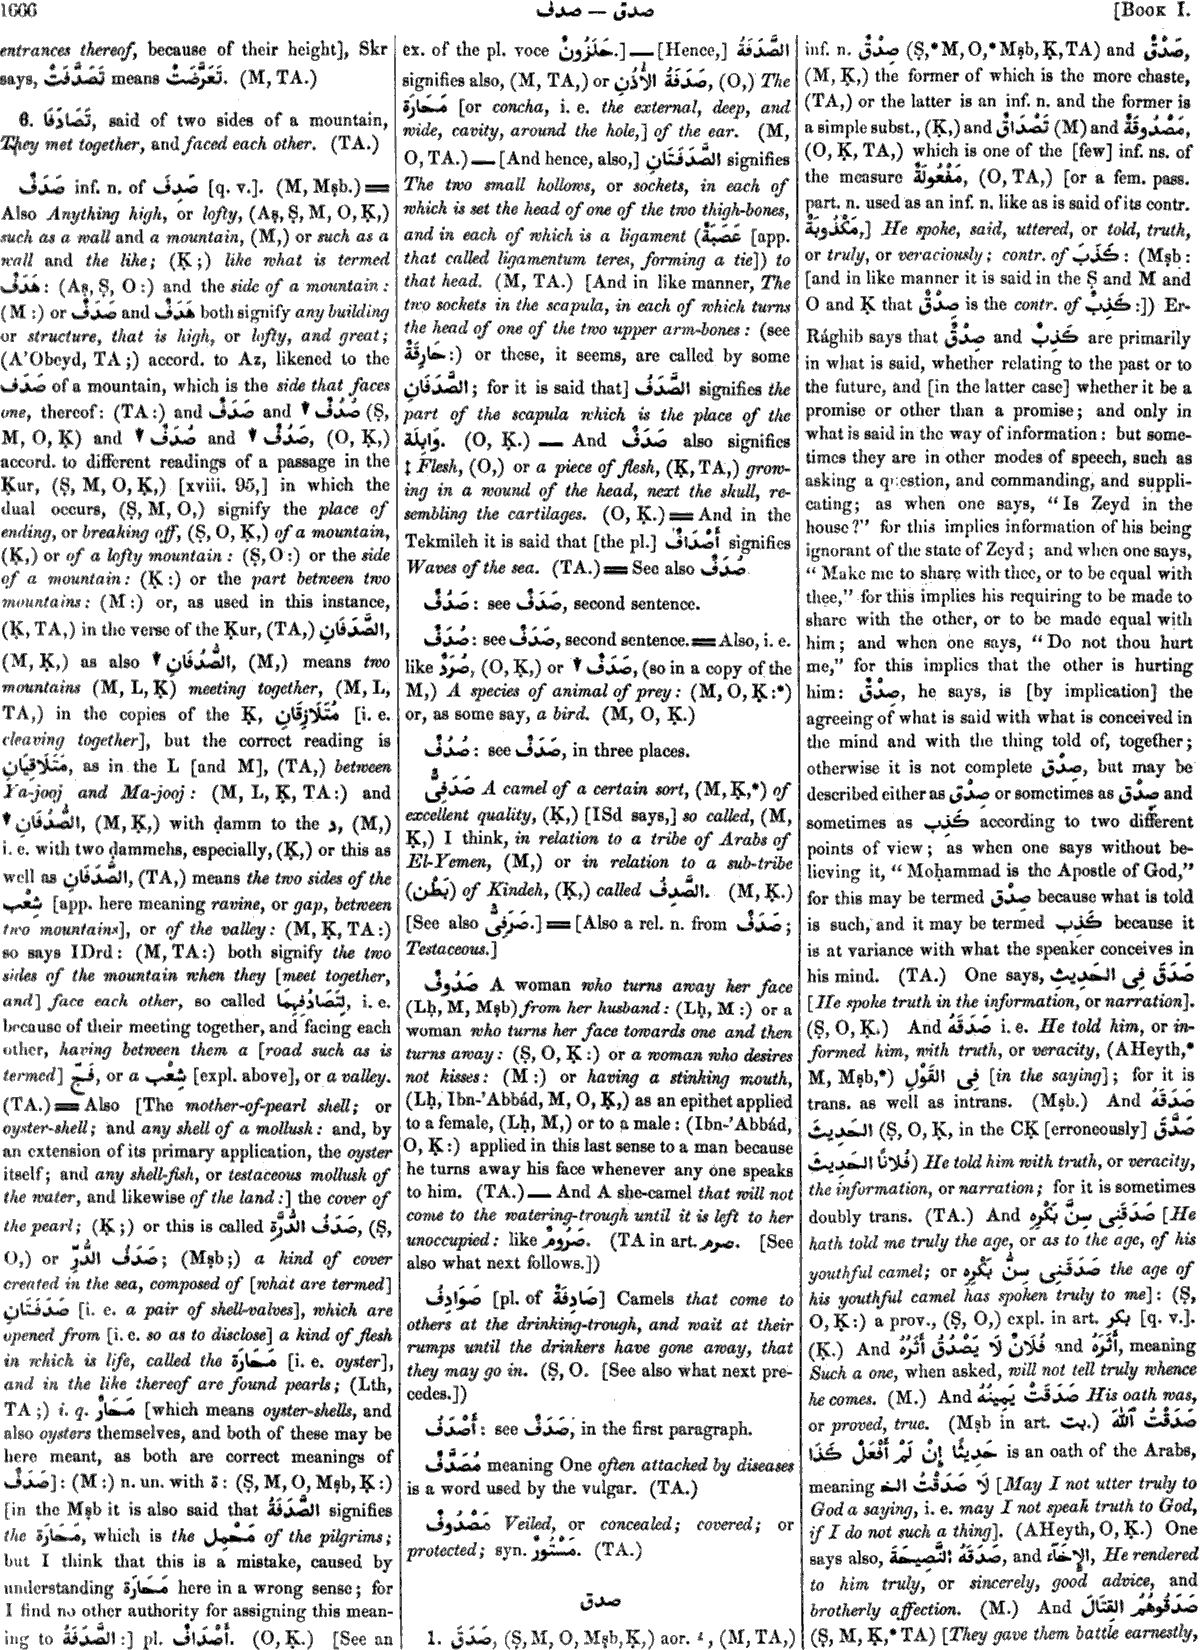 1666
صدف — صدق
[BOOK I.
entrances thereof, because of their height], Skr
says, تَصَدَّفَتْ means تَعَرَّضَتْ. (M, TA.)
6. تَصَادَفَا, said of two sides of a mountain,
They met together, and faced each other. (TA.)
صَدَفٌ inf. n. of صَدِفَ [q. v.]. (M, Mṣb.) ══
Also Anything high, or lofty, (Aṣ, Ṣ, M, O, Ḳ,)
such as a wall and a mountain, (M,) or such as a
wall and the like; (Ḳ;) like what is termed
هَدَفٌ: (Aṣ, Ṣ, O:) and the side of a mountain:
(M:) or صَدَفٌ and هَدَفٌ both signify any building
or structure, that is high, or lofty, and great;
(A'Obeyd, TA;) accord. to Az, likened to the
صَدَف of a mountain, which is the side that faces
one, thereof: (TA:) and صَدَفٌ and ▾ صُدُفٌ (Ṣ,
M, O, Ḳ) and ▾ صُدَفٌ and ▾ صَدُفٌ, (O, Ḳ,)
accord. to different readings of a passage in the
Ḳur, (Ṣ, M, O, Ḳ,) [xviii. 95,] in which the
dual occurs, (Ṣ, M, O,) signify the place of
ending, or breaking off, (Ṣ, O, Ḳ,) of a mountain,
(Ḳ,) or of a lofty mountain: (Ṣ, O:) or the side
of a mountain: (Ḳ:) or the part between two
mountains: (M:) or, as used in this instance,
(Ḳ, TA,) in the verse of the Ḳur, (TA,) الصَّدَفَانِ,
(M, Ḳ,) as also ▾ الصُّدُفَانِ, (M,) means two
mountains (M, L, Ḳ) meeting together, (M, L,
TA,) in the copies of the Ḳ, مُتَلَازِقَانِ [i. e.
cleaving together], but the correct reading is
مُتَلَاقِيَانِ, as in the L [and M], (TA,) between
Ya-jooj and Ma-jooj: (M, L, Ḳ, TA:) and
▾ الصُّدُفَانِ, (M, Ḳ,) with ḍamm to the د, (M,)
i. e. with two ḍammehs, especially, (Ḳ,) or this as
well as الصَّدَفَانِ, (TA,) means the two sides of the
شِعْب [app. here meaning ravine, or gap, between
two mountains], or of the valley: (M, Ḳ, TA:)
so says IDrd: (M, TA:) both signify the two
sides of the mountain when they [meet together,
and] face each other, so called لِتَصَادُفِهِمَا, i. e.
because of their meeting together, and facing each
other, having between them a [road such as is
termed] فَجّ, or a شِعْب [expl. above], or a valley.
(TA.) ══ Also [The mother-of-pearl shell; or
oyster-shell; and any shell of a mollush: and, by
an extension of its primary application, the oyster
itself; and any shell-fish, or testaceous mollush of
the water, and likewise of the land:] the cover of
the pearl; (Ḳ;) or this is called صَدَفُ الدُّرَّةِ, (Ṣ,
O,) or صَدَفُ الدُّرِّ; (Mṣb;) a kind of cover
created in the sea, composed of [what are termed]
صَدَفَتَانِ [i. e. a pair of shell-valves], which are
opened from [i. e. so as to disclose] a kind of flesh
in which is life, called the مَحَارَة [i. e. oyster],
and in the like thereof are found pearls; (Lth,
TA;) i. q. مَحَارٌ [which means oyster-shells, and
also oysters themselves, and both of these may be
here meant, as both are correct meanings of
صَدَفٌ]: (M:) n. un. with ة: (Ṣ, M, O, Mṣb, Ḳ:)
[in the Mṣb it is also said that الصَّدَفَةُ signifies
the مَحَارَة, which is the مَحْمِل of the pilgrims;
but I think that this is a mistake, caused by
understanding مَحَارَة here in a wrong sense; for
I find no other authority for assigning this mean-
ing to الصَّدَفَةُ:] pl. أَصْدَافٌ. (O, Ḳ.) [See an
ex. of the pl. voce حَلَزُونٌ.] — [Hence,] الصَّدَفَةُ
signifies also, (M, TA,) or صَدَفَةُ الأُذُنِ, (O,) The
مَحَارَة [or concha, i. e. the external, deep, and
wide, cavity, around the hole,] of the ear. (M,
O, TA.) — [And hence, also,] الصَّدَفَتَانِ signifies
The two small hollows, or sockets, in each of
which is set the head of one of the two thigh-bones,
and in each of which is a ligament (عَصَبَةٌ [app.
that called ligamentum teres, forming a tie]) to
that head. (M, TA.) [And in like manner, The
two sockets in the scapula, in each of which turns
the head of one of the two upper arm-bones: (see
حَارِقَةٌ:) or these, it seems, are called by some
الصَّدَفَانِ; for it is said that] الصَّدَفُ signifies the
part of the scapula which is the place of the
وَابِلَة. (O, Ḳ.) — And صَدَفٌ also signifies
‡ Flesh, (O,) or a piece of flesh, (Ḳ, TA,) grow-
ing in a wound of the head, next the skull, re-
sembling the cartilages. (O, Ḳ.) ══ And in the
Tekmileh it is said that [the pl.] أَصْدَافٌ signifies
Waves of the sea. (TA.) ══ See also صُدَفٌ.
صَدُفٌ: see صَدَفٌ, second sentence.
صُدَفٌ: see صَدَفٌ, second sentence. ══ Also, i. e.
like صُرَدٌ, (O, Ḳ,) or ▾ صَدَفٌ, (so in a copy of the
M,) A species of animal of prey: (M, O, Ḳ:*)
or, as some say, a bird. (M, O, Ḳ.)
صُدُفٌ: see صَدَفٌ, in three places.
صَدَفِىٌّ A camel of a certain sort, (M, Ḳ,*) of
excellent quality, (Ḳ,) [ISd says,] so called, (M,
Ḳ,) I think, in relation to a tribe of Arabs of
El-Yemen, (M,) or in relation to a sub-tribe
(بَطْن) of Kindeh, (Ḳ,) called الصَّدِفُ. (M, Ḳ.)
[See also صَرَفِىٌّ.] ══ [Also a rel. n. from صَدَفٌ;
Testaceous.]
صَدُوفٌ A woman who turns away her face
(Lḥ, M, Mṣb) from her husband: (Lḥ, M:) or a
woman who turns her face towards one and then
turns away: (Ṣ, O, Ḳ:) or a woman who desires
not kisses: (M:) or having a stinking mouth,
(Lḥ, Ibn-'Abbád, M, O, Ḳ,) as an epithet applied
to a female, (Lḥ, M,) or to a male: (Ibn-'Abbád,
O, Ḳ:) applied in this last sense to a man because
he turns away his face whenever any one speaks
to him. (TA.) — And A she-camel that will not
come to the watering-trough until it is left to her
unoccupied: like صَرُومٌ. (TA in art. صرم. [See
also what next follows.])
صَوَادِفُ [pl. of صَادِفَةٌ] Camels that come to
others at the drinking-trough, and wait at their
rumps until the drinkers have gone away, that
they may go in. (Ṣ, O. [See also what next pre-
cedes.])
أَصْدَفُ: see صَدَفٌ, in the first paragraph.
مُصَدَّفٌ meaning One often attacked by diseases
is a word used by the vulgar. (TA.)
مَصْدُوفٌ Veiled, or concealed; covered; or
protected; syn. مَسْتُورٌ. (TA.)
صدق
1. صَدَقَ, (Ṣ, M, O, Mṣb, Ḳ,) aor. ـُ, (M, TA,)
inf. n. صِدْقٌ (Ṣ,* M, O,* Mṣb, Ḳ, TA) and صَدْقٌ,
(M, Ḳ,) the former of which is the more chaste,
(TA,) or the latter is an inf. n. and the former is
a simple subst., (Ḳ,) and تَصْدَاقٌ (M) and مَصْدُوقَةٌ,
(O, Ḳ, TA,) which is one of the [few] inf. ns. of
the measure مَفْعُولَةٌ, (O, TA,) [or a fem. pass.
part. n. used as an inf. n. like as is said of its contr.
مَكْذُوبَةٌ,] He spoke, said, uttered, or told, truth,
or truly, or veraciously; contr. of كَذَبَ: (Mṣb:
[and in like manner it is said in the Ṣ and M and
O and Ḳ that صِدْقٌ is the contr. of كَذِبٌ:]) Er-
Rághib says that صِدْقٌ and كَذِبٌ are primarily
in what is said, whether relating to the past or to
the future, and [in the latter case] whether it be a
promise or other than a promise; and only in
what is said in the way of information: but some-
times they are in other modes of speech, such as
asking a question, and commanding, and suppli-
cating; as when one says, "Is Zeyd in the
house?" for this implies information of his being
ignorant of the state of Zeyd; and when one says,
"Make me to share with thee, or to be equal with
thee," for this implies his requiring to be made to
share with the other, or to be made equal with
him; and when one says, "Do not thou hurt
me," for this implies that the other is hurting
him: صِدْقٌ, he says, is [by implication] the
agreeing of what is said with what is conceived in
the mind and with the thing told of, together;
otherwise it is not complete صِدْق, but may be
described either as صِدْق or sometimes as صِدْق and
sometimes as كَذِب according to two different
points of view; as when one says without be-
lieving it, "Moḥammad is the Apostle of God,"
for this may be termed صِدْق because what is told
is such, and it may be termed كَذِب because it
is at variance with what the speaker conceives in
his mind. (TA.) One says, صَدَقَ فِى الحَدِيثِ
[He spoke truth in the information, or narration].
(Ṣ, O, Ḳ.) And صَدَقَهُ i. e. He told him, or in-
formed him, with truth, or veracity, (AHeyth,*
M, Mṣb,*) فِى القَوْلِ [in the saying]; for it is
trans. as well as intrans. (Mṣb.) And صَدَقَهُ
الحَدِيثَ (Ṣ, O, Ḳ, in the CḲ [erroneously] صَدَّقَ
فُلَانًا الحَدِيثَ) He told him with truth, or veracity,
the information, or narration; for it is sometimes
doubly trans. (TA.) And صَدَقَنِى سِنَّ بَكْرِهِ [He
hath told me truly the age, or as to the age, of his
youthful camel; or صَدَقَنِى سِنُّ بَكْرِهِ the age of
his youthful camel has spoken truly to me]: (Ṣ,
O, Ḳ:) a prov., (Ṣ, O,) expl. in art. بكر [q. v.].
(Ḳ.) And فُلَانٌ لَا يَصْدُقُ أَثَرُهُ and أَثَرَهُ, meaning
Such a one, when asked, will not tell truly whence
he comes. (M.) And صَدَقَتْ يَمِينُهُ His oath was,
or proved, true. (Mṣb in art. بت.) صَدَقْتُ ٱللّٰهَ
حَدِيثًا إِنْ لَمْ أَفْعَلْ كَذَا is an oath of the Arabs,
meaning لَا صَدَقْتُ الخ [May I not utter truly to
God a saying, i. e. may I not speak truth to God,
if I do not such a thing]. (AHeyth, O, Ḳ.) One
says also, صَدَقَهُ النَّصِيحَةَ, and الإِخَآءَ, He rendered
to him truly, or sincerely, good advice, and
brotherly affection. (M.) And صَدَقُوهُمُ القِتَالَ
(Ṣ, M, Ḳ,* TA) [They gave them battle earnestly,